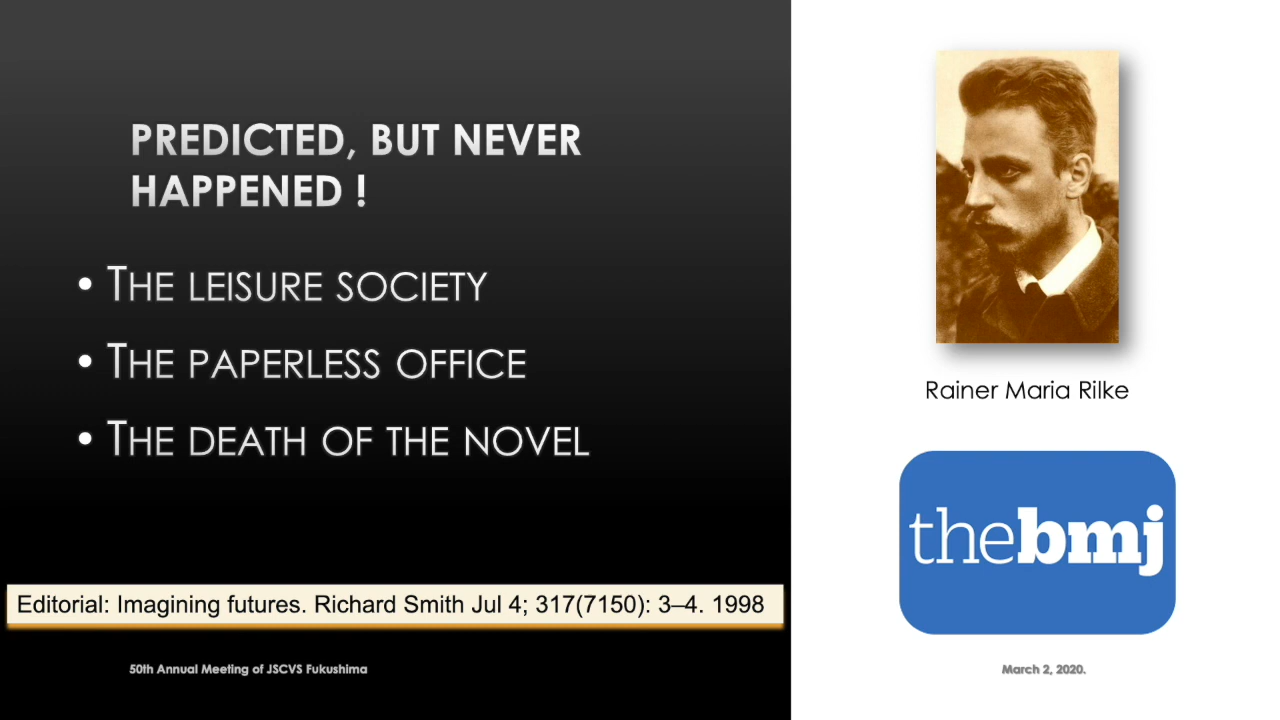 PREDICTED, BUT NEVER
HAPPENED !
• THE LEISURE SOCIETY
• THE PAPERLESS OFFICE
• THE DEATH OF THE NOVEL
Editorial: Imagining futures. Richard Smith Jul 4; 317(7150): 3–4. 1998
50th Annual Meeting of JSCVS Fukushima
Rainer Maria Rilke
thebmj
March 2, 2020.